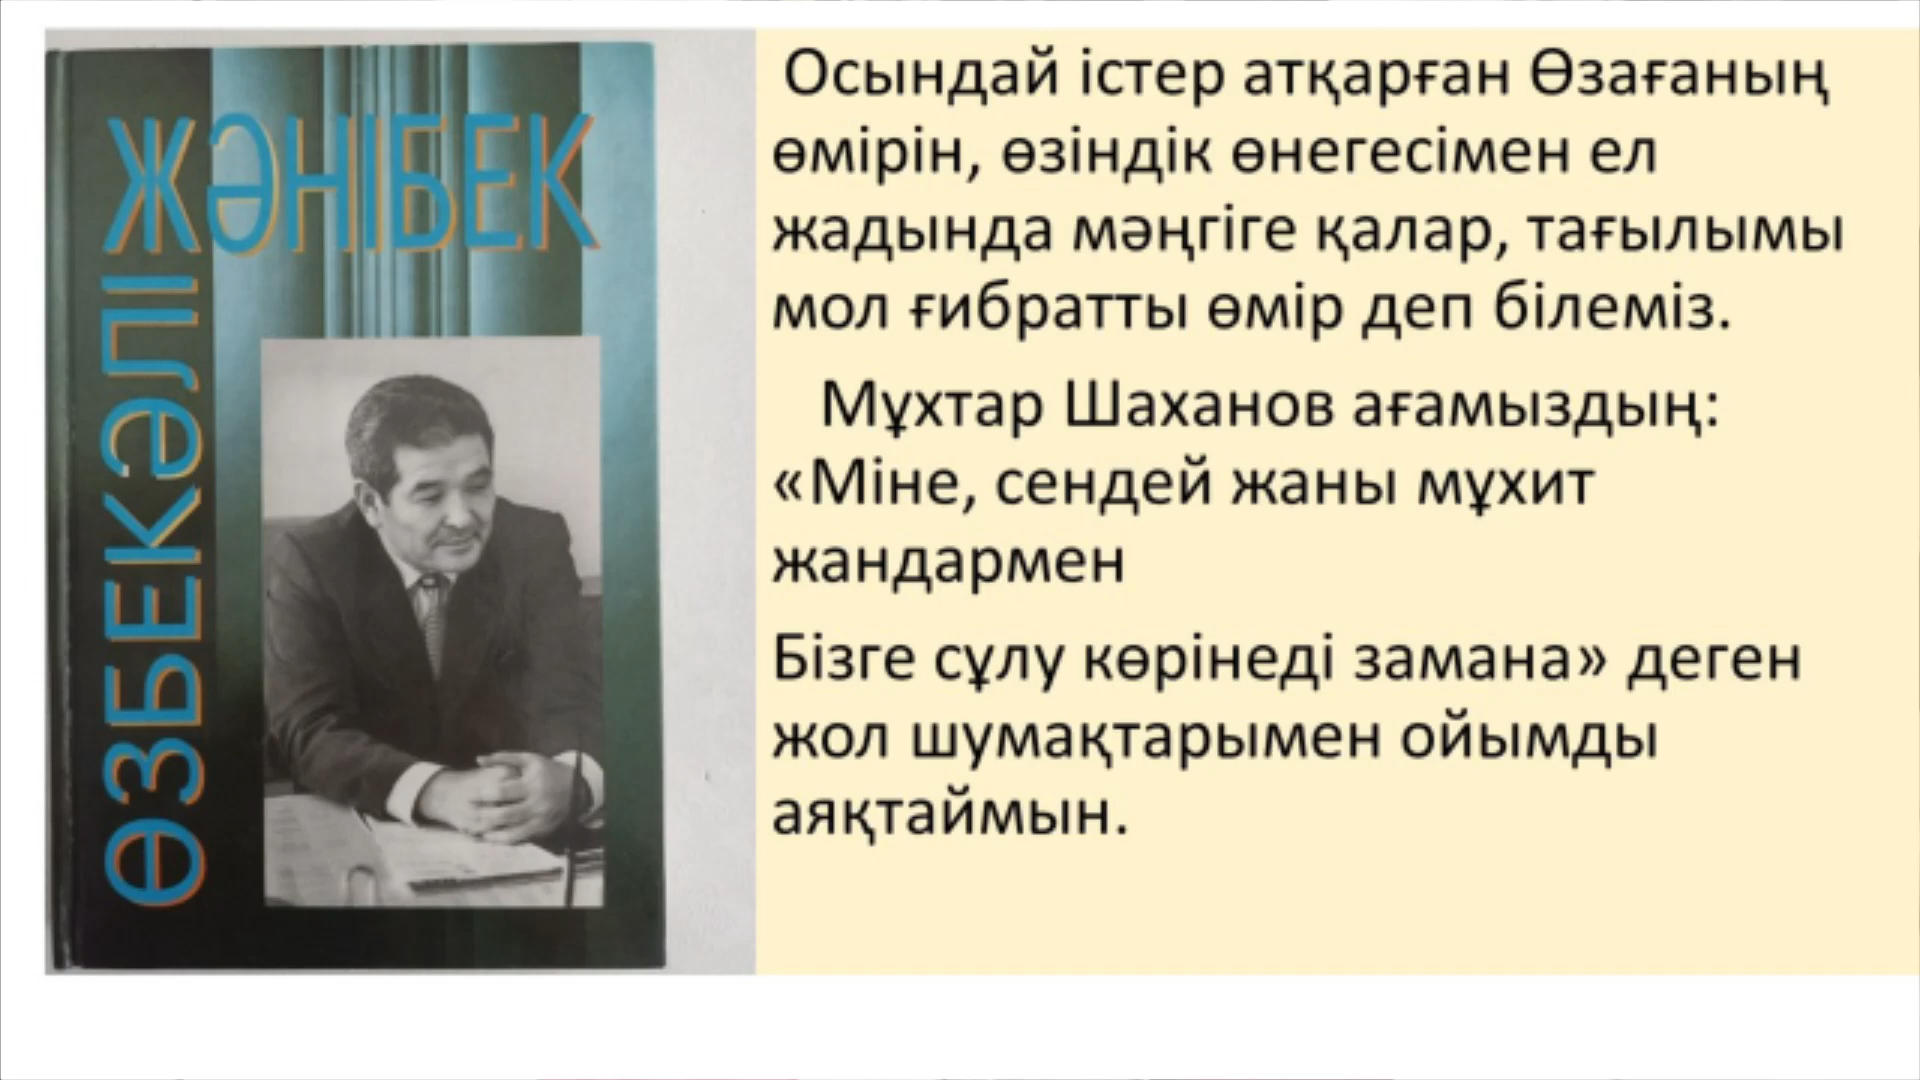 ЖӘНІБЕК
ӨЗБЕКӘЛІ
Осындай істер атқарған Өзағаның
өмірін, өзіндік өнегесімен ел
жадында мәңгіге қалар, тағылымы
мол ғибратты өмір деп білеміз.
Мұхтар Шаханов ағамыздың:
«Міне, сендей жаны мұхит
жандармен
Бізге сұлу көрінеді замана» деген
жол шумақтарымен ойымды
аяқтаймын.